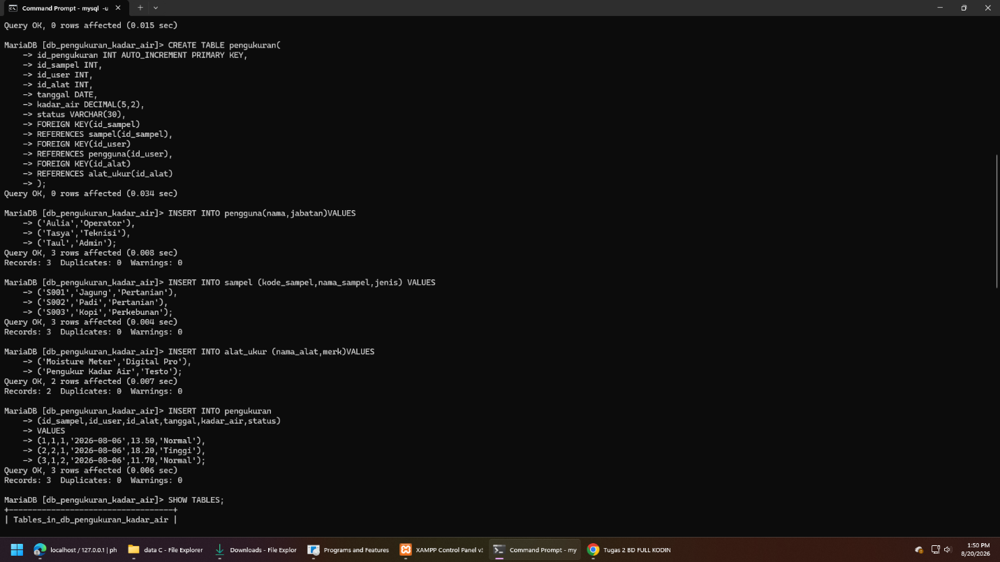 Command Prompt - mysql -u
Query OK, 0 rows affected (0.015 sec)
MariaDB [db_pengukuran_kadar_air]> CREATE TABLE pengukuran(
-> id_pengukuran INT AUTO_INCREMENT PRIMARY KEY,
-> id_sampel INT,
-> id_user INT,
-> id_alat INT,
-> tanggal DATE,
-> kadar_air DECIMAL(5,2),
-> status VARCHAR(30),
-> FOREIGN KEY(id_sampel)
-> REFERENCES sampel(id_sampel),
-> FOREIGN KEY(id_user)
-> REFERENCES pengguna(id_user),
-> FOREIGN KEY(id_alat)
-> REFERENCES alat_ukur(id_alat)
-> );
Query OK, 0 rows affected (0.034 sec)
MariaDB [db_pengukuran_kadar_air]> INSERT INTO pengguna(nama,jabatan)VALUES
-> ('Aulia','Operator'),
-> ('Tasya','Teknisi'),
-> ('Taul','Admin');
Query OK, 3 rows affected (0.008 sec)
Records: 3  Duplicates: 0  Warnings: 0
MariaDB [db_pengukuran_kadar_air]> INSERT INTO sampel (kode_sampel,nama_sampel,jenis) VALUES
-> ('S001','Jagung','Pertanian'),
-> ('S002','Padi','Pertanian'),
-> ('S003','Kopi','Perkebunan');
Query OK, 3 rows affected (0.004 sec)
Records: 3  Duplicates: 0  Warnings: 0
MariaDB [db_pengukuran_kadar_air]> INSERT INTO alat_ukur (nama_alat,merk)VALUES
-> ('Moisture Meter','Digital Pro'),
-> ('Pengukur Kadar Air','Testo');
Query OK, 2 rows affected (0.007 sec)
Records: 2  Duplicates: 0  Warnings: 0
MariaDB [db_pengukuran_kadar_air]> INSERT INTO pengukuran
-> (id_sampel,id_user,id_alat,tanggal,kadar_air,status)
-> VALUES
-> (1,1,1,'2026-08-06',13.50,'Normal'),
-> (2,2,1,'2026-08-06',18.20,'Tinggi'),
-> (3,1,2,'2026-08-06',11.70,'Normal');
Query OK, 3 rows affected (0.006 sec)
Records: 3  Duplicates: 0  Warnings: 0
MariaDB [db_pengukuran_kadar_air]> SHOW TABLES;
+-----------------------------------+
| Tables_in_db_pengukuran_kadar_air |
localhost / 127.0.0.1 | ph
data C - File Explorer
Downloads - File Explor
Programs and Features
XAMPP Control Panel v3
Command Prompt - my
Tugas 2 BD FULL KODIN
1:50 PM
8/20/2026